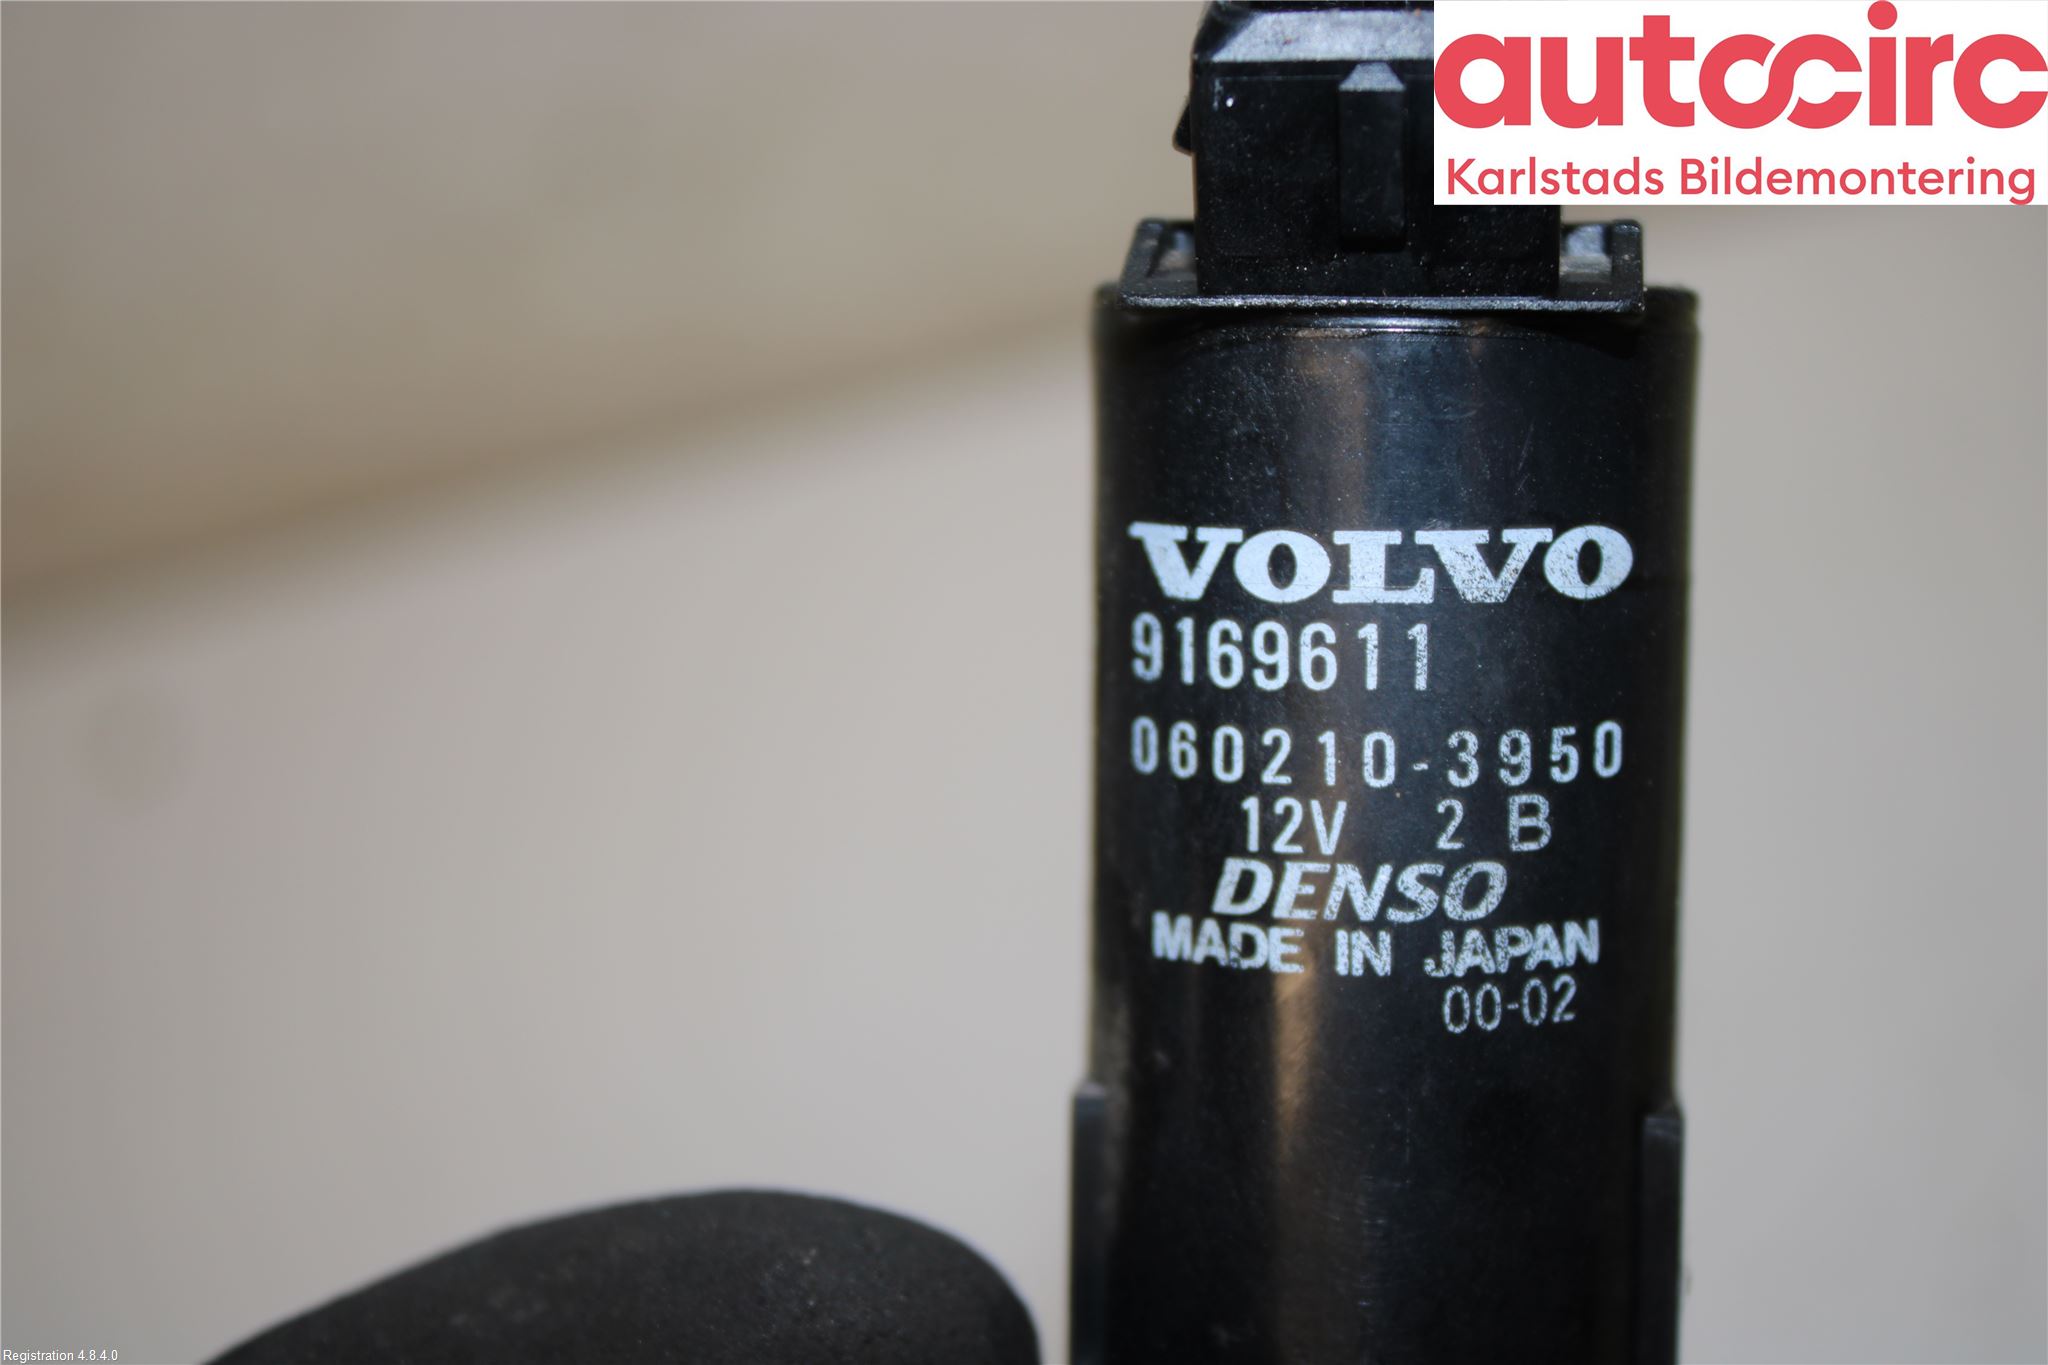 autocirc
Karlstads Bildemontering
VOLVO
9169611
060210-3950
12V 2 B
DENSO
MADE IN JAPAN
00-02
Registration 4.8.4.0